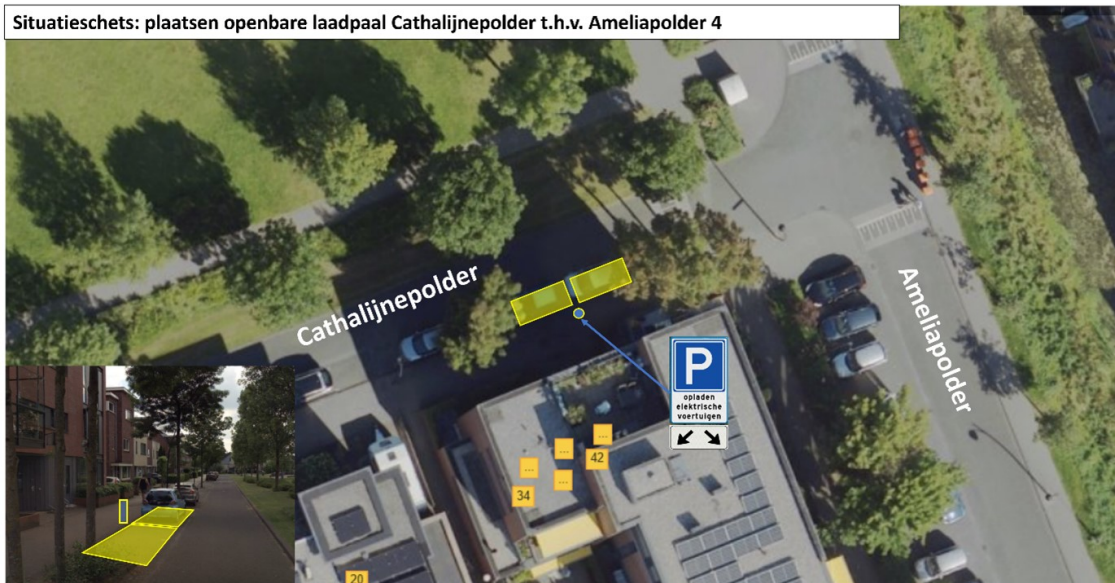 Situatieschets: plaatsen openbare laadpaal Cathalijnepolder t.h.v. Ameliapolder 4
Cathalijnepolder
Ameliapolder
P
opladen
elektrische
voertuigen
...
...
42
...
...
34
20